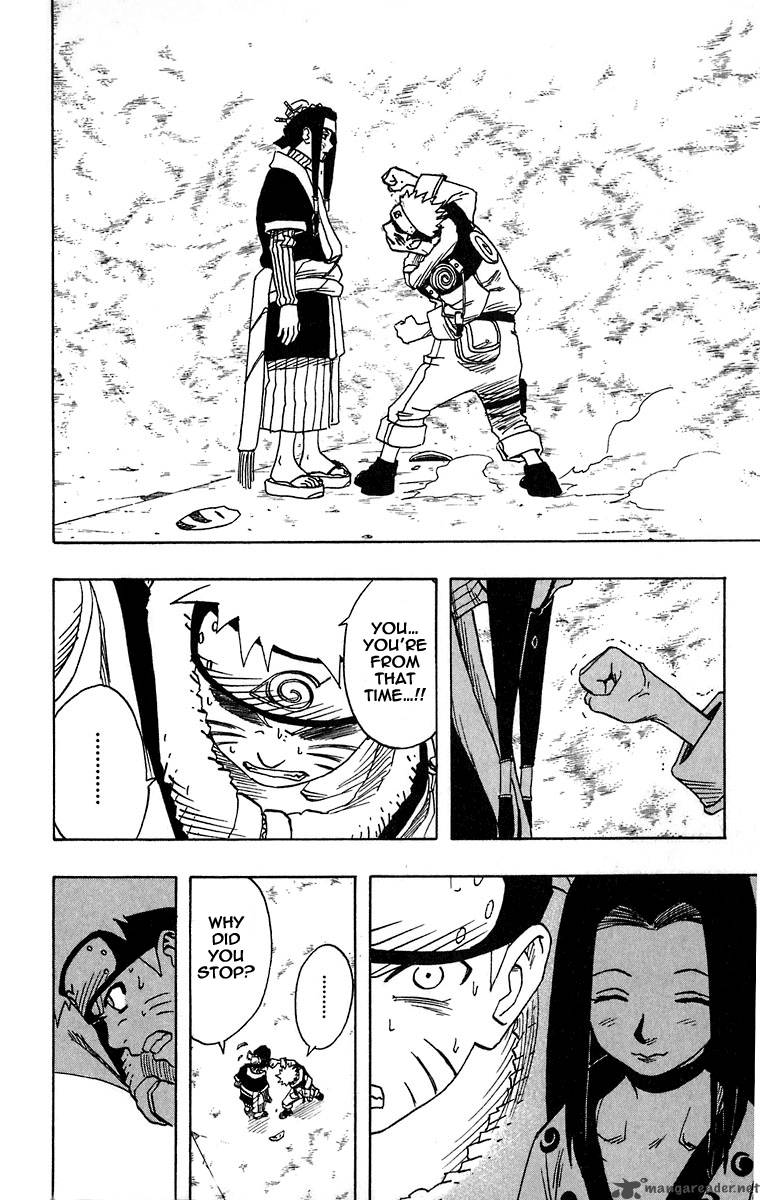 YOU...
YOU'RE
FROM
THAT
TIME...!!
.........
.........
WHY
DID
YOU
STOP?
mangareader.net